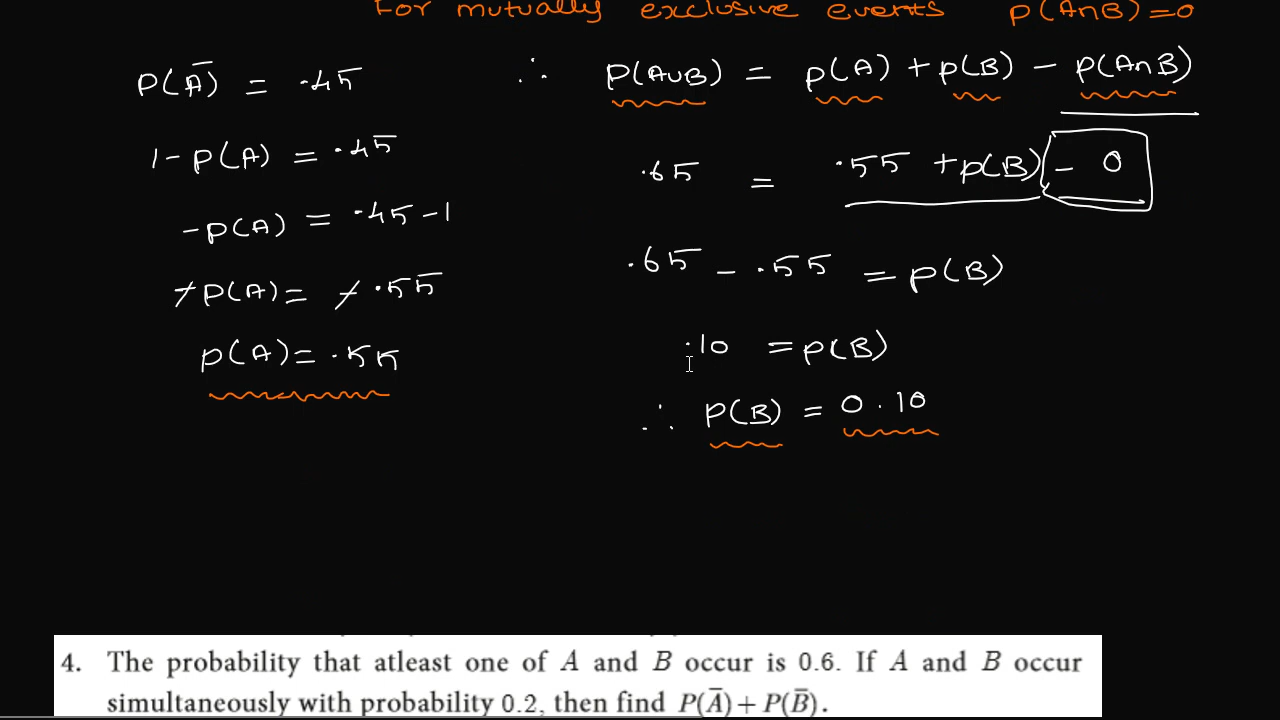 For mutually exclusive events P(A∩B)=0
P(A̅) = .45
1-P(A) = .45
-P(A) = .45-1
-P(A) = -.55
P(A) = .55
∴ P(A∪B) = P(A) + P(B) - P(A∩B)
.65 = .55 + P(B) - 0
.65 - .55 = P(B)
.10 = P(B)
∴ P(B) = 0.10
4. The probability that atleast one of A and B occur is 0.6. If A and B occur
simultaneously with probability 0.2, then find P(A̅)+P(B̅).